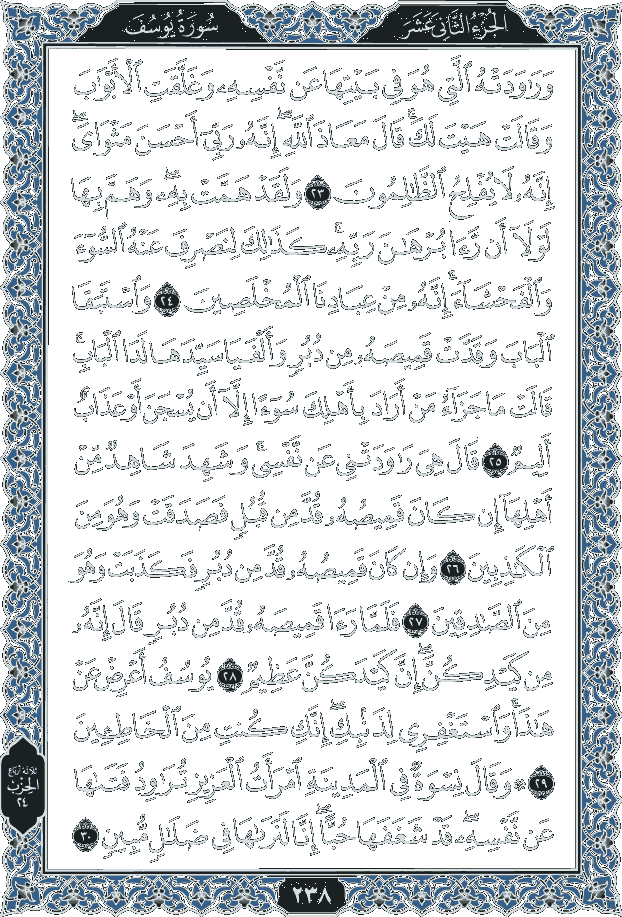 الجزء الثاني عشر
سورة يوسف
وَرَٰوَدَتْهُ ٱلَّتِى هُوَ فِى بَيْتِهَا عَن نَّفْسِهِۦ وَغَلَّقَتِ ٱلْأَبْوَٰبَ
وَقَالَتْ هَيْتَ لَكَ ۚ قَالَ مَعَاذَ ٱللَّهِ ۖ إِنَّهُۥ رَبِّىٓ أَحْسَنَ مَثْوَاىَ ۖ
إِنَّهُۥ لَا يُفْلِحُ ٱلظَّٰلِمُونَ ٢٣ وَلَقَدْ هَمَّتْ بِهِۦ ۖ وَهَمَّ بِهَا
لَوْلَآ أَن رَّءَا بُرْهَٰنَ رَبِّهِۦ ۚ كَذَٰلِكَ لِنَصْرِفَ عَنْهُ ٱلسُّوٓءَ
وَٱلْفَحْشَآءَ ۚ إِنَّهُۥ مِنْ عِبَادِنَا ٱلْمُخْلَصِينَ ٢٤ وَٱسْتَبَقَا
ٱلْبَابَ وَقَدَّتْ قَمِيصَهُۥ مِن دُبُرٍ وَأَلْفَيَا سَيِّدَهَا لَدَا ٱلْبَابِ ۚ
قَالَتْ مَا جَزَآءُ مَنْ أَرَادَ بِأَهْلِكَ سُوٓءًا إِلَّآ أَن يُسْجَنَ أَوْ عَذَابٌ
أَلِيمٌ ٢٥ قَالَ هِىَ رَٰوَدَتْنِى عَن نَّفْسِى ۚ وَشَهِدَ شَاهِدٌ مِّنْ
أَهْلِهَآ إِن كَانَ قَمِيصُهُۥ قُدَّ مِن قُبُلٍ فَصَدَقَتْ وَهُوَ مِنَ
ٱلْكَٰذِبِينَ ٢٦ وَإِن كَانَ قَمِيصُهُۥ قُدَّ مِن دُبُرٍ فَكَذَبَتْ وَهُوَ
مِنَ ٱلصَّٰدِقِينَ ٢٧ فَلَمَّا رَءَا قَمِيصَهُۥ قُدَّ مِن دُبُرٍ قَالَ إِنَّهُۥ
مِن كَيْدِكُنَّ ۖ إِنَّ كَيْدَكُنَّ عَظِيمٌ ٢٨ يُوسُفُ أَعْرِضْ عَنْ
هَٰذَا ۚ وَٱسْتَغْفِرِى لِذَنۢبِكِ ۖ إِنَّكِ كُنتِ مِنَ ٱلْخَاطِـِٔينَ
٢٩ ۞ وَقَالَ نِسْوَةٌ فِى ٱلْمَدِينَةِ ٱمْرَأَتُ ٱلْعَزِيزِ تُرَٰوِدُ فَتَىٰهَا
عَن نَّفْسِهِۦ ۖ قَدْ شَغَفَهَا حُبًّا ۖ إِنَّا لَنَرَىٰهَا فِى ضَلَٰلٍ مُّبِينٍ ٣٠
ثلاثة أرباع
الحزب
٢٤
٢٣٨